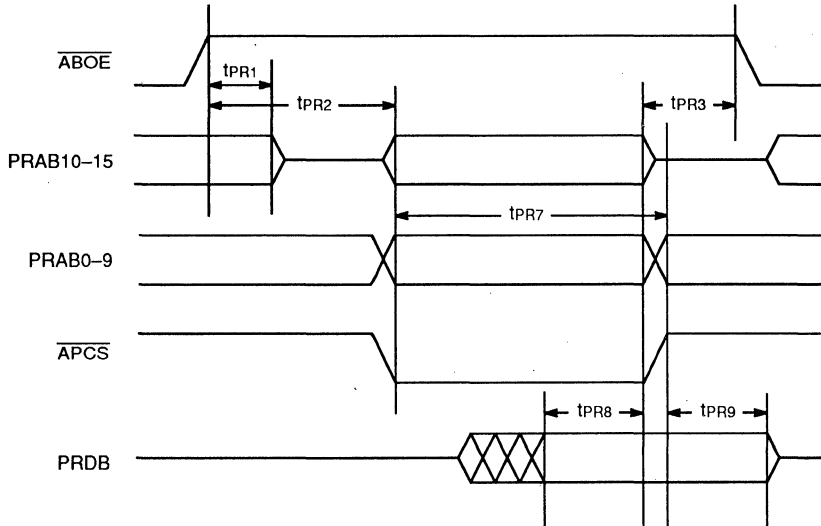 ABOE
tPR1
tPR2
tPR3
PRAB10–15
tPR7
PRAB0–9
APCS
tPR8
tPR9
PRDB